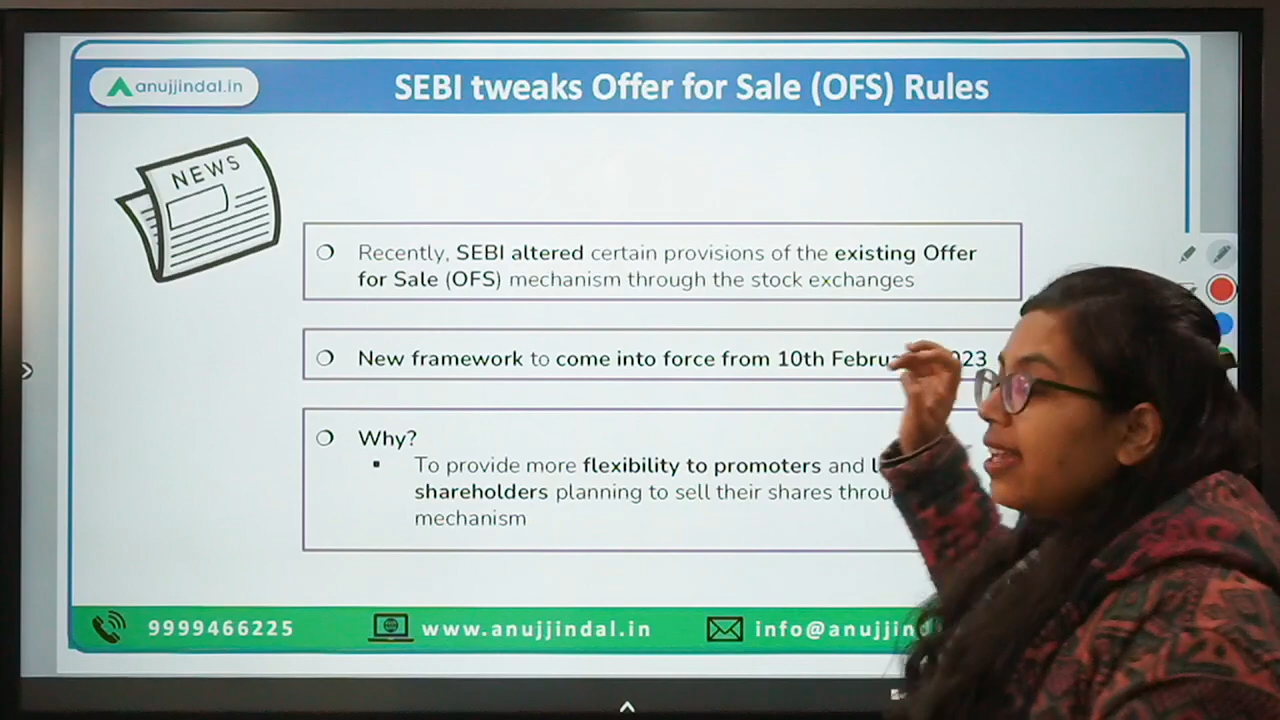 anujjindal.in
SEBI tweaks Offer for Sale (OFS) Rules
NEWS
Recently, SEBI altered certain provisions of the existing Offer
for Sale (OFS) mechanism through the stock exchanges
New framework to come into force from 10th
Why?
To provide more flexibility to promoters and
shareholders planning to sell their shares
mechanism
9999466225
www.anujjindal.in